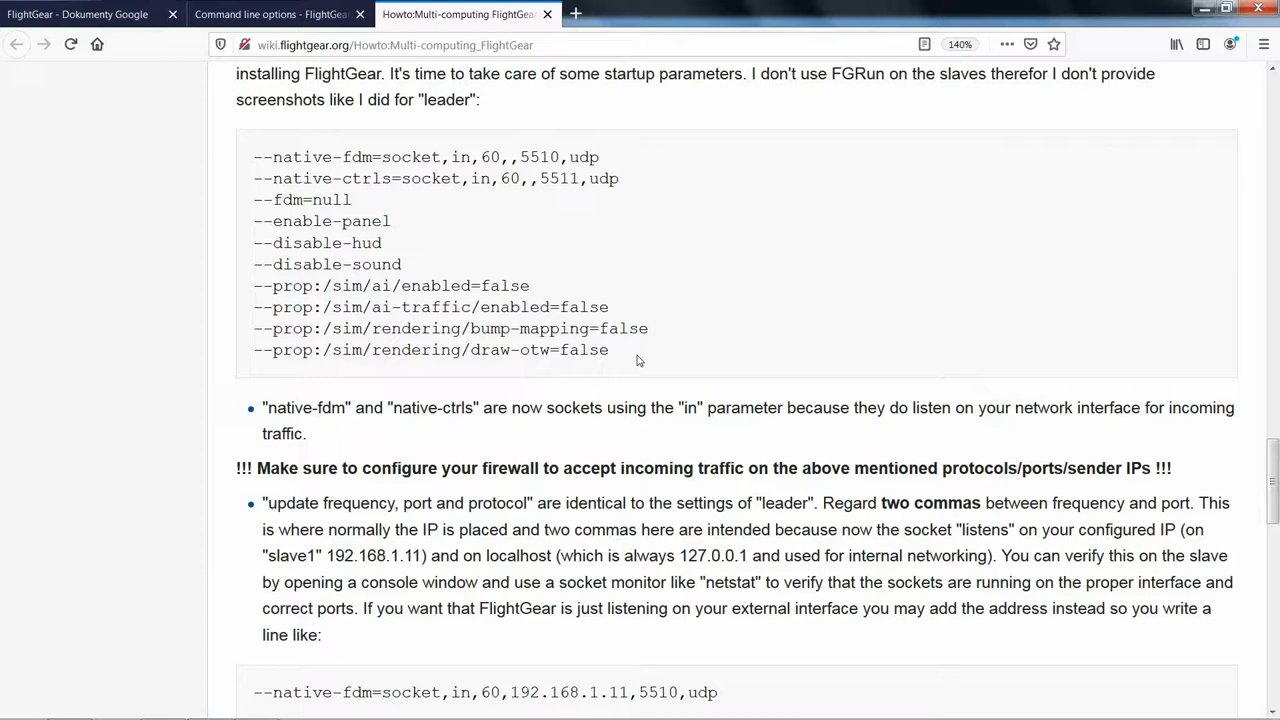 FlightGear - Dokumenty Google
Command line options - FlightGea
Howto:Multi-computing FlightGea
wiki.flightgear.org/Howto:Multi-computing_FlightGear
140%
installing FlightGear. It's time to take care of some startup parameters. I don't use FGRun on the slaves therefor I don't provide
screenshots like I did for "leader":
--native-fdm=socket,in,60,,5510,udp
--native-ctrls=socket,in,60,,5511,udp
--fdm=null
--enable-panel
--disable-hud
--disable-sound
--prop:/sim/ai/enabled=false
--prop:/sim/ai-traffic/enabled=false
--prop:/sim/rendering/bump-mapping=false
--prop:/sim/rendering/draw-otw=false
"native-fdm" and "native-ctrls" are now sockets using the "in" parameter because they do listen on your network interface for incoming
traffic.
!!! Make sure to configure your firewall to accept incoming traffic on the above mentioned protocols/ports/sender IPs !!!
"update frequency, port and protocol" are identical to the settings of "leader". Regard two commas between frequency and port. This
is where normally the IP is placed and two commas here are intended because now the socket "listens" on your configured IP (on
"slave1" 192.168.1.11) and on localhost (which is always 127.0.0.1 and used for internal networking). You can verify this on the slave
by opening a console window and use a socket monitor like "netstat" to verify that the sockets are running on the proper interface and
correct ports. If you want that FlightGear is just listening on your external interface you may add the address instead so you write a
line like:
--native-fdm=socket,in,60,192.168.1.11,5510,udp